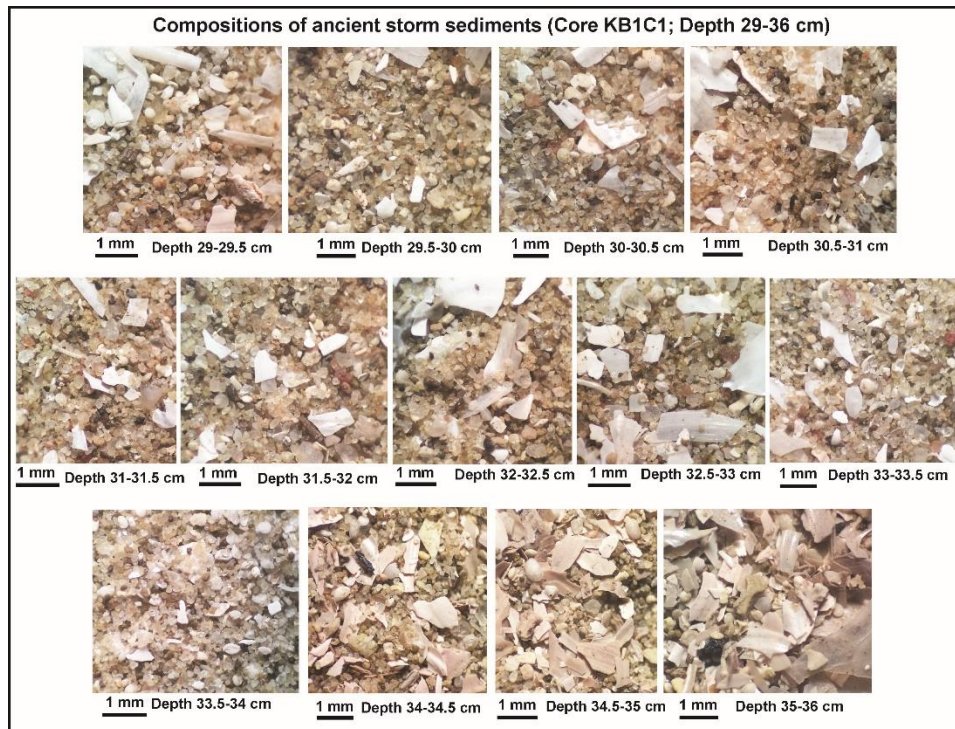 Compositions of ancient storm sediments (Core KB1C1; Depth 29-36 cm)
1 mm Depth 29-29.5 cm
1 mm Depth 29.5-30 cm
1 mm Depth 30-30.5 cm
1 mm Depth 30.5-31 cm
1 mm Depth 31-31.5 cm
1 mm Depth 31.5-32 cm
1 mm Depth 32-32.5 cm
1 mm Depth 32.5-33 cm
1 mm Depth 33-33.5 cm
1 mm Depth 33.5-34 cm
1 mm Depth 34-34.5 cm
1 mm Depth 34.5-35 cm
1 mm Depth 35-36 cm